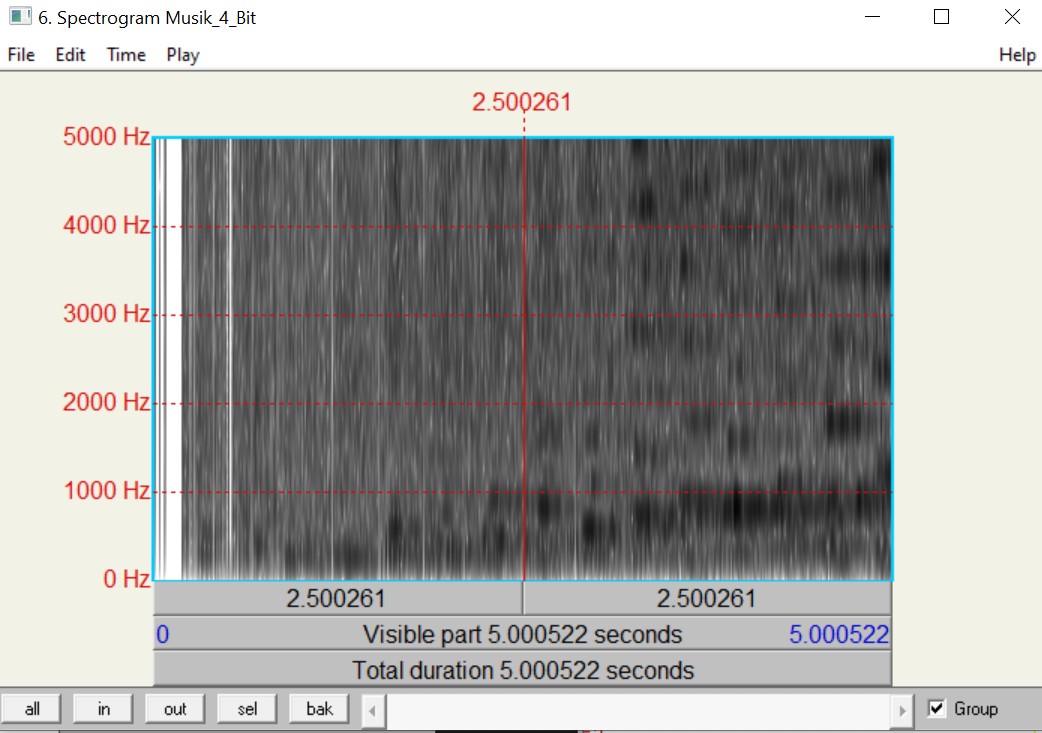 6. Spectrogram Musik_4_Bit
File Edit Time Play Help
2.500261
5000 Hz
4000 Hz
3000 Hz
2000 Hz
1000 Hz
0 Hz
2.500261 2.500261
0 Visible part 5.000522 seconds 5.000522
Total duration 5.000522 seconds
all in out sel bak Group